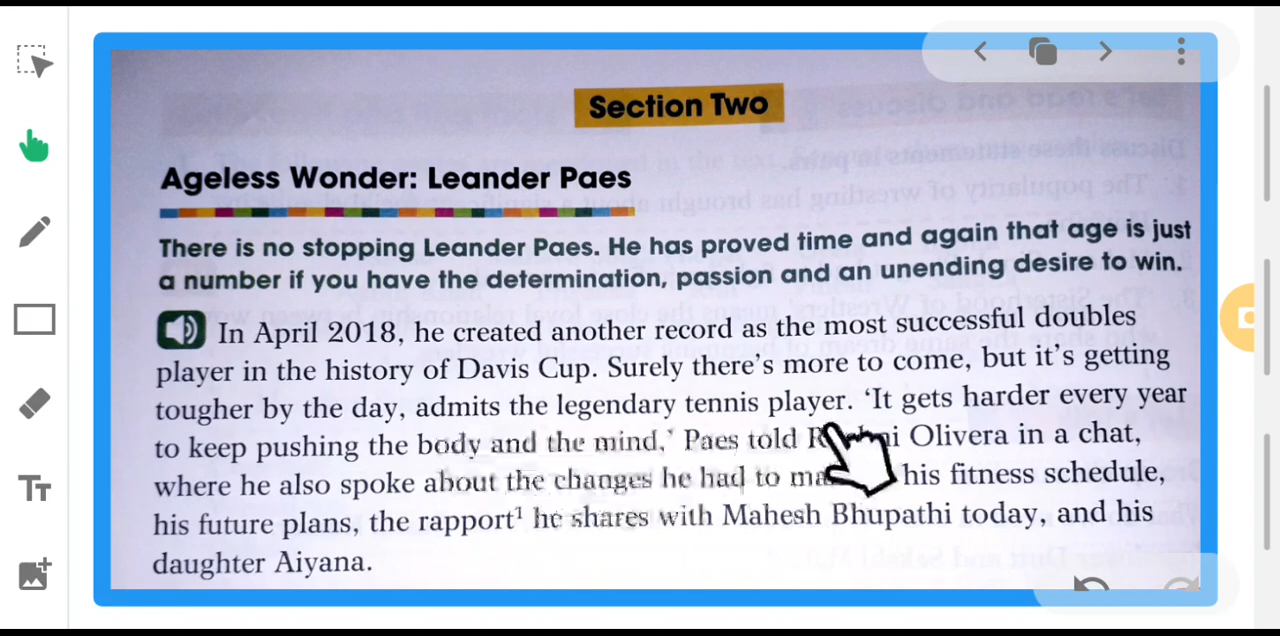 Section Two
Ageless Wonder: Leander Paes
There is no stopping Leander Paes. He has proved time and again that age is just
a number if you have the determination, passion and an unending desire to win.
In April 2018, he created another record as the most successful doubles
player in the history of Davis Cup. Surely there's more to come, but it's getting
tougher by the day, admits the legendary tennis player. 'It gets harder every year
to keep pushing the body and the mind,' Paes told Olivera in a chat,
where he also spoke about the changes he had to his fitness schedule,
his future plans, the rapport¹ he shares with Mahesh Bhupathi today, and his
daughter Aiyana.
TT